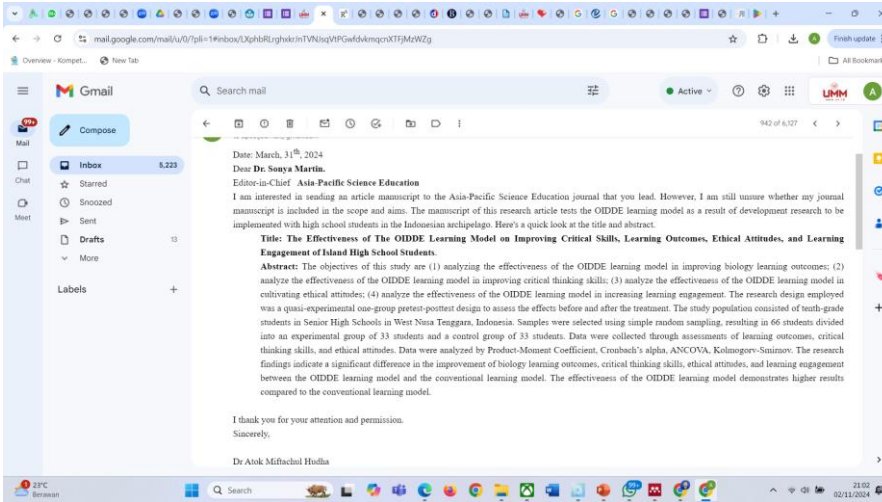 Finish update
mail.google.com/mail/u/0/?pli=1#inbox/
Overview - Kompet...
New Tab
All Bookmarks
Gmail
Search mail
Active
UMM
A
99+
Mail
Compose
942 of 6,127
Inbox 5,223
Chat
Starred
Snoozed
Meet
Sent
Drafts 13
More
Labels
Date: March, 31th, 2024
Dear Dr. Sonya Martin.
Editor-in-Chief Asia-Pacific Science Education
I am interested in sending an article manuscript to the Asia-Pacific Science Education journal that you lead. However, I am still unsure whether my journal
manuscript is included in the scope and aims. The manuscript of this research article tests the OIDDE learning model as a result of development research to be
implemented with high school students in the Indonesian archipelago. Here's a quick look at the title and abstract.
Title: The Effectiveness of The OIDDE Learning Model on Improving Critical Skills, Learning Outcomes, Ethical Attitudes, and Learning
Engagement of Island High School Students.
Abstract: The objectives of this study are (1) analyzing the effectiveness of the OIDDE learning model in improving biology learning outcomes; (2)
analyze the effectiveness of the OIDDE learning model in improving critical thinking skills; (3) analyze the effectiveness of the OIDDE learning model in
cultivating ethical attitudes; (4) analyze the effectiveness of the OIDDE learning model in increasing learning engagement. The research design employed
was a quasi-experimental one-group pretest-posttest design to assess the effects before and after the treatment. The study population consisted of tenth-grade
students in Senior High Schools in West Nusa Tenggara, Indonesia. Samples were selected using simple random sampling, resulting in 66 students divided
into an experimental group of 33 students and a control group of 33 students. Data were collected through assessments of learning outcomes, critical
thinking skills, and ethical attitudes. Data were analyzed by Product-Moment Coefficient, Cronbach's alpha, ANCOVA, Kolmogorv-Smirnov. The research
findings indicate a significant difference in the improvement of biology learning outcomes, critical thinking skills, ethical attitudes, and learning engagement
between the OIDDE learning model and the conventional learning model. The effectiveness of the OIDDE learning model demonstrates higher results
compared to the conventional learning model.
I thank you for your attention and permission.
Sincerely,
Dr Atok Miftachul Hudha
23°C
Berawan
Search
99+
21:02
02/11/2024